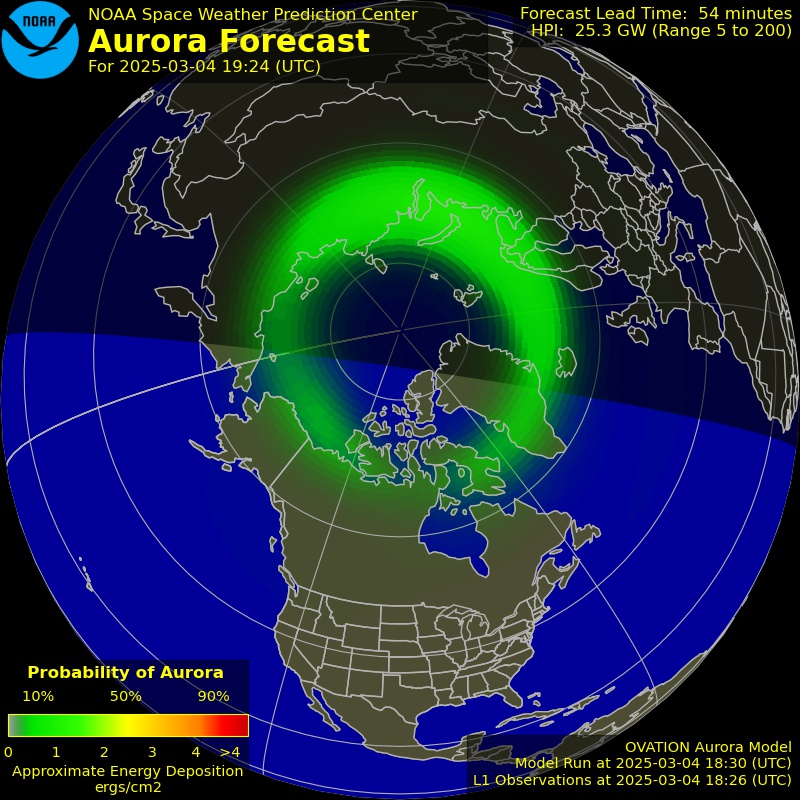 NOAA
NOAA Space Weather Prediction Center
Aurora Forecast
For 2025-03-04 19:24 (UTC)
Forecast Lead Time: 54 minutes
HPI: 25.3 GW (Range 5 to 200)
Probability of Aurora
10% 50% 90%
0 1 2 3 4 >4
Approximate Energy Deposition
ergs/cm2
OVATION Aurora Model
Model Run at 2025-03-04 18:30 (UTC)
L1 Observations at 2025-03-04 18:26 (UTC)